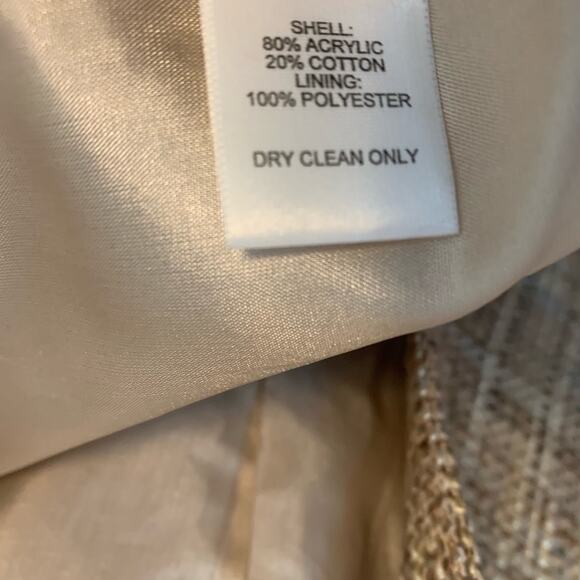 SHELL:
80% ACRYLIC
20% COTTON
LINING:
100% POLYESTER
DRY CLEAN ONLY